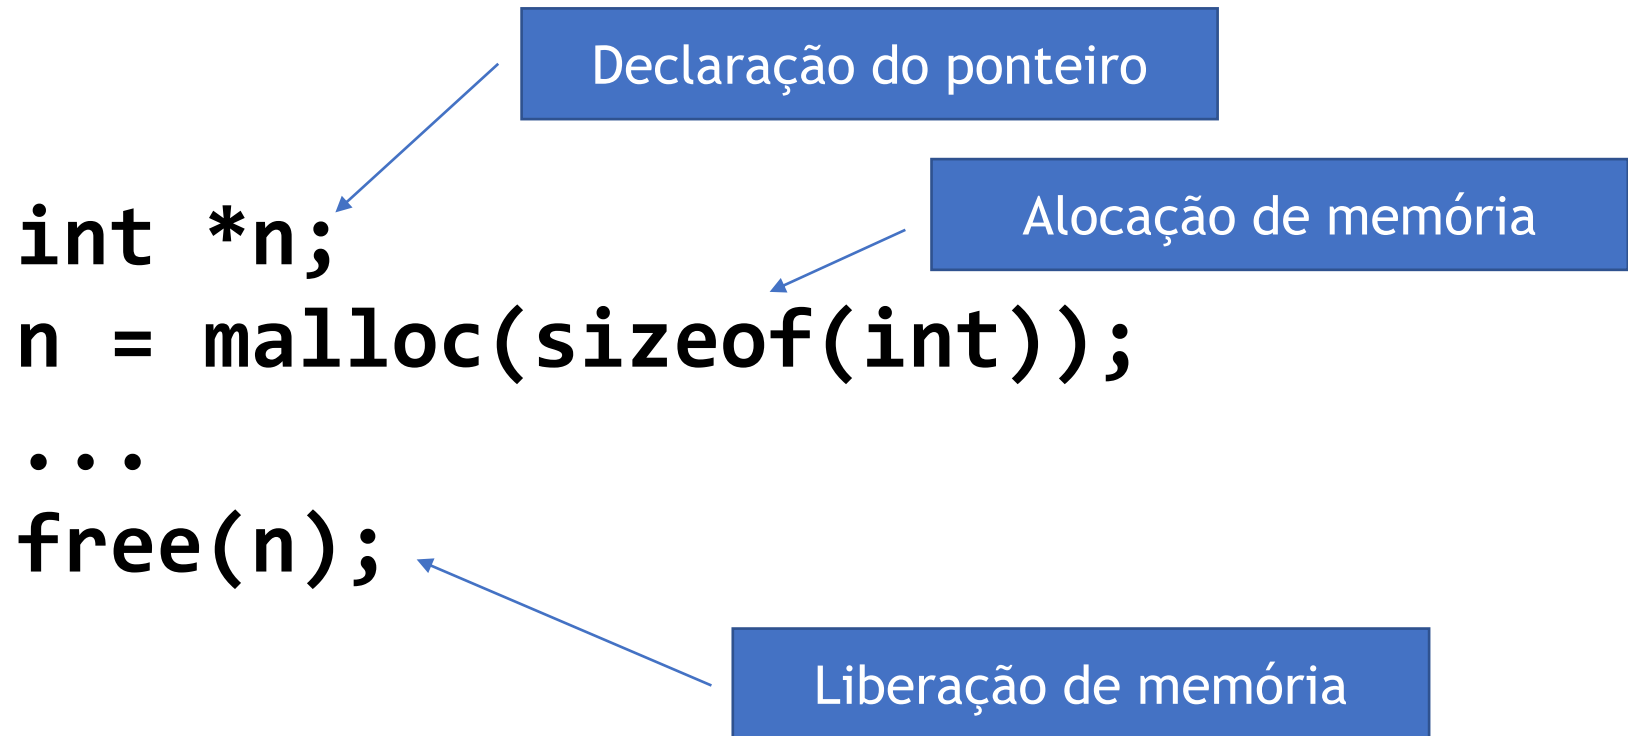 Declaração do ponteiro
Alocação de memória
int *n;
n = malloc(sizeof(int));
...
free(n);
Liberação de memória